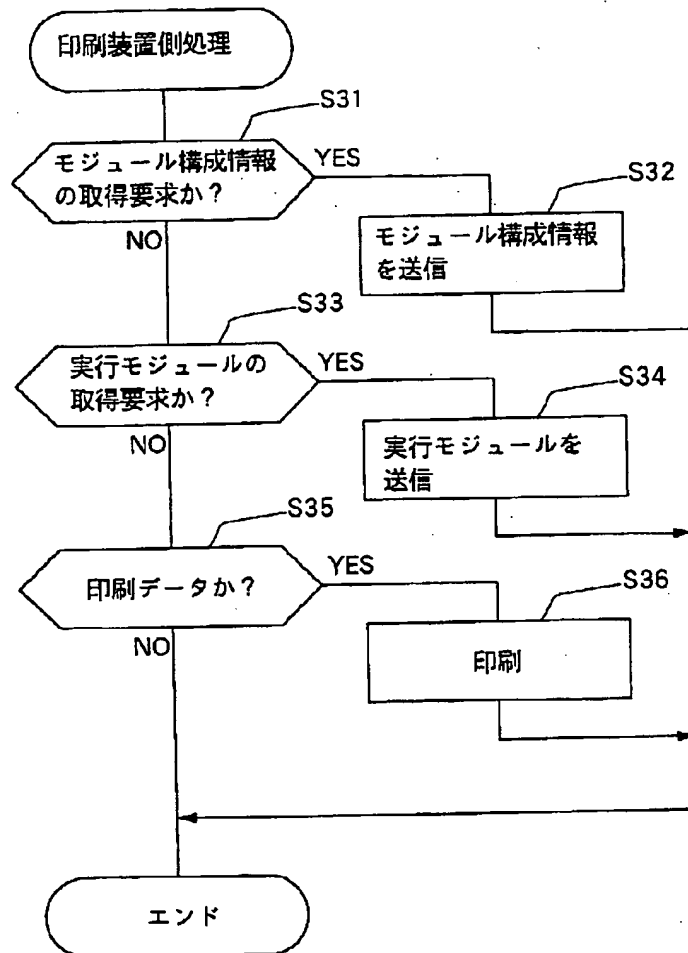 印刷装置側処理
S31
モジュール構成情報
の取得要求か?
YES
NO
S32
モジュール構成情報
を送信
S33
実行モジュールの
取得要求か?
YES
NO
S34
実行モジュールを
送信
S35
印刷データか?
YES
NO
S36
印刷
エンド